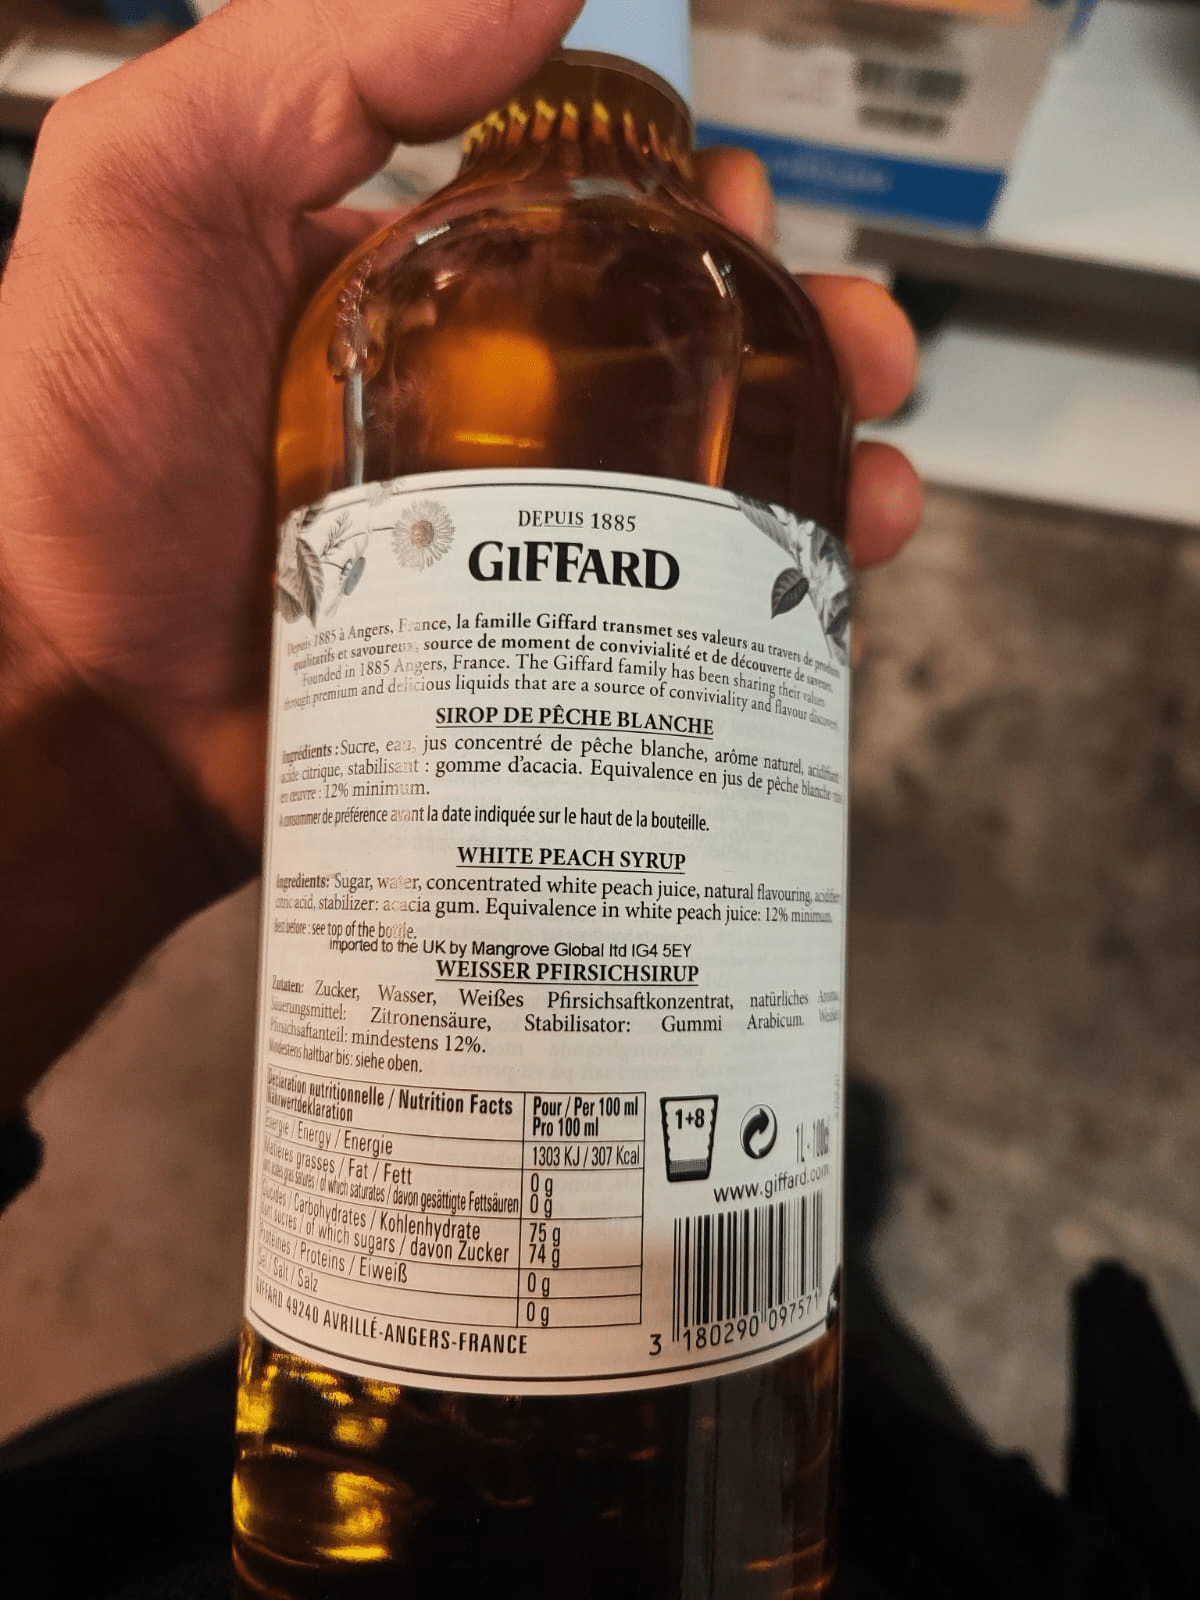 DEPUIS 1885
GIFFARD
Depuis 1885 à Angers, France, la famille Giffard transmet ses valeurs au travers de produits
qualitatifs et savoureux, source de moment de convivialité et de découverte de saveurs.
Founded in 1885 Angers, France. The Giffard family has been sharing their values
through premium and delicious liquids that are a source of conviviality and flavour discovery
SIROP DE PÊCHE BLANCHE
Ingrédients : Sucre, eau, jus concentré de pêche blanche, arôme naturel, acidifiant
acide citrique, stabilisant : gomme d'acacia. Equivalence en jus de pêche blanche
en œuvre : 12% minimum.
A consommer de préférence avant la date indiquée sur le haut de la bouteille.
WHITE PEACH SYRUP
Ingredients: Sugar, water, concentrated white peach juice, natural flavouring, acidifier
citric acid, stabilizer: acacia gum. Equivalence in white peach juice: 12% minimum.
Best before : see top of the bottle.
Imported to the UK by Mangrove Global ltd IG4 5EY
WEISSER PFIRSICHSIRUP
Zutaten: Zucker, Wasser, Weißes Pfirsichsaftkonzentrat, natürliches Aroma,
Säuerungsmittel: Zitronensäure, Stabilisator: Gummi Arabicum. Weißer
Pfirsichsaftanteil: mindestens 12%.
Mindestens haltbar bis: siehe oben.
Déclaration nutritionnelle / Nutrition Facts Pour / Per 100 ml
Nährwertdeklaration Pro 100 ml
Energie / Energy / Energie 1303 KJ / 307 Kcal
Matières grasses / Fat / Fett 0 g
dont acides gras saturés / of which saturates / davon gesättigte Fettsäuren 0 g
Glucides / Carbohydrates / Kohlenhydrate 75 g
dont sucres / of which sugars / davon Zucker 74 g
Protéines / Proteins / Eiweiß 0 g
Sel / Salt / Salz 0 g
GIFFARD 49240 AVRILLÉ-ANGERS-FRANCE
1+8
1L - 100cl
www.giffard.com
3 180290 097571